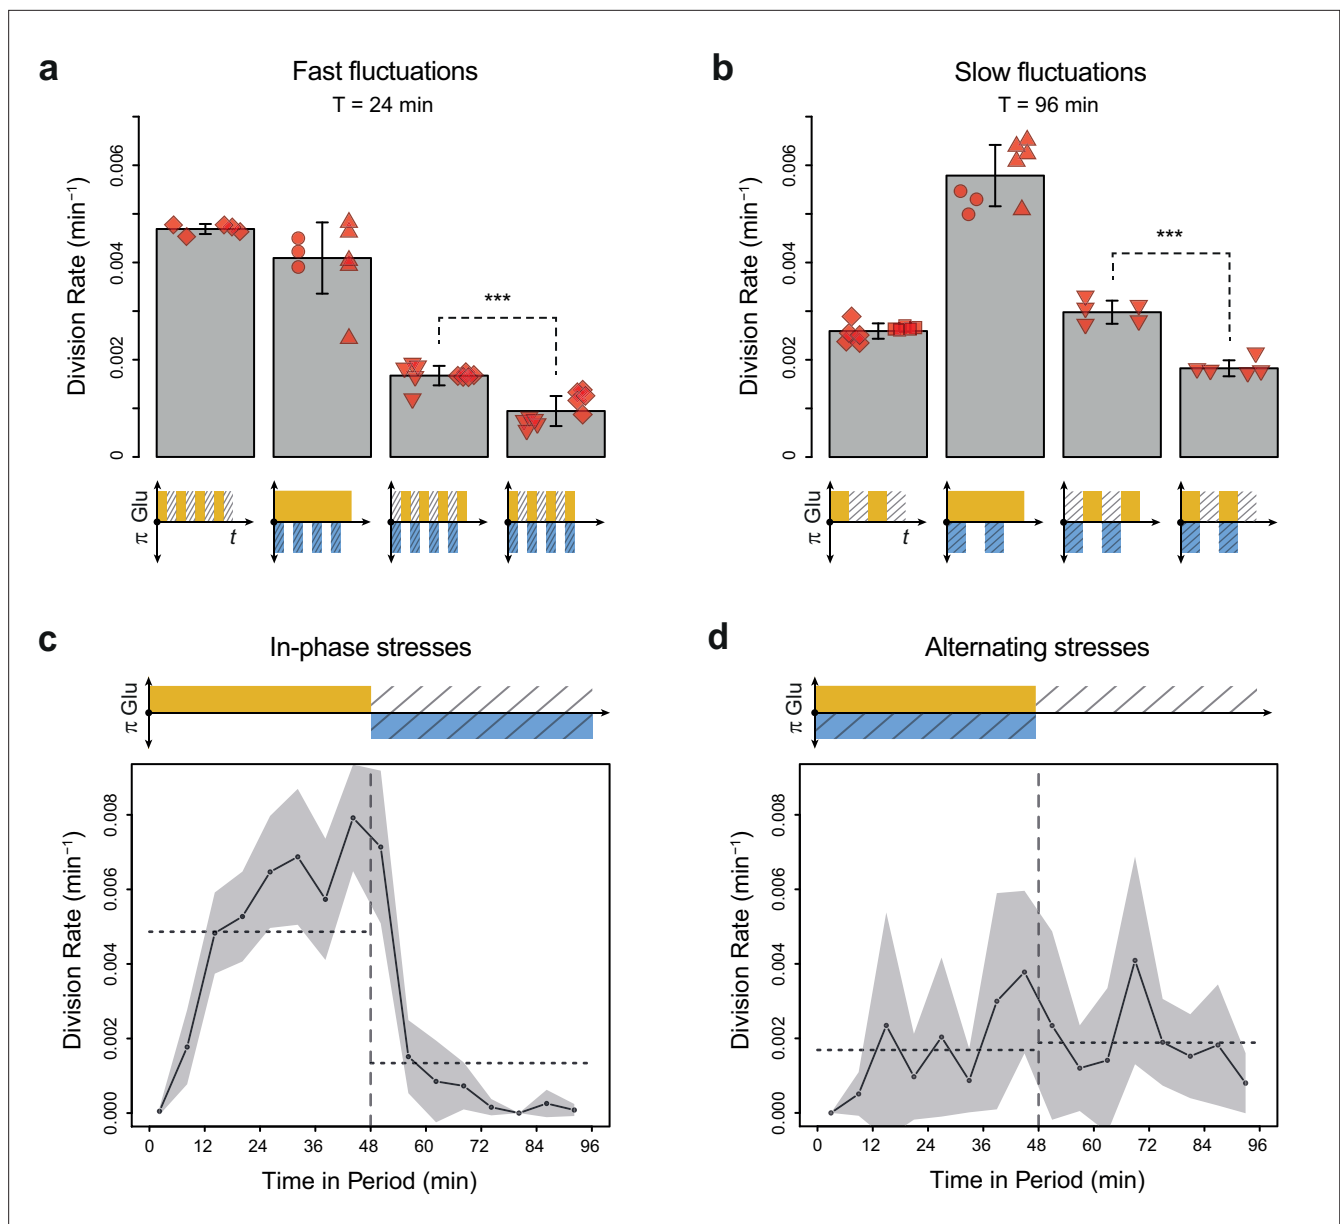 a
Fast fluctuations
T = 24 min
Division Rate (min⁻¹)
0.006
0.004
0.002
0
***
π Glu
t
b
Slow fluctuations
T = 96 min
Division Rate (min⁻¹)
0.006
0.004
0.002
0
***
π Glu
t
c
In-phase stresses
π Glu
Division Rate (min⁻¹)
0.008
0.006
0.004
0.002
0.000
0 12 24 36 48 60 72 84 96
Time in Period (min)
d
Alternating stresses
π Glu
Division Rate (min⁻¹)
0.008
0.006
0.004
0.002
0.000
0 12 24 36 48 60 72 84 96
Time in Period (min)